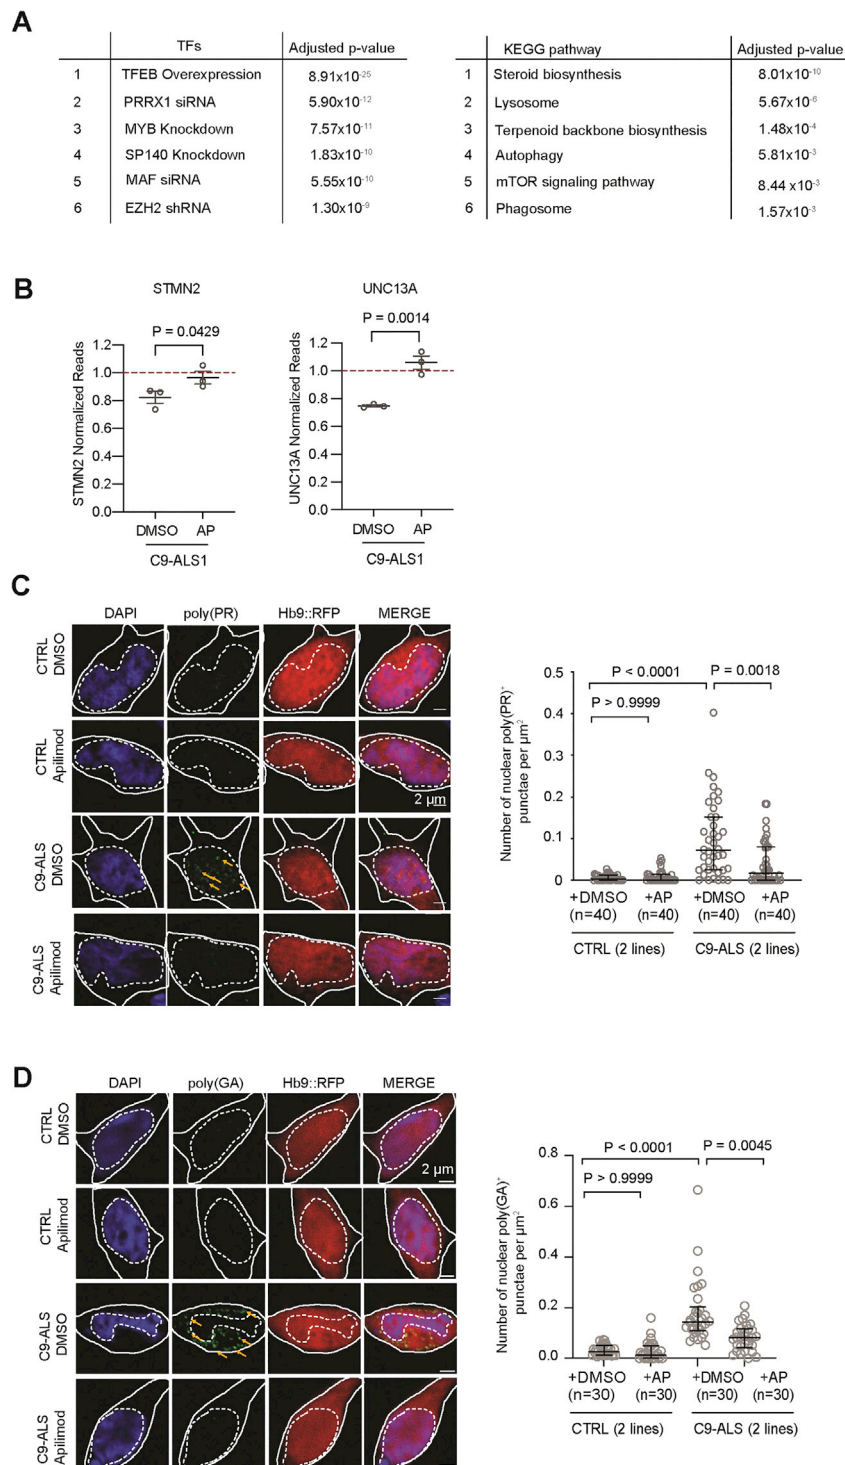 A
TFs Adjusted p-value
1 TFEB Overexpression 8.91x10⁻²⁵
2 PRRX1 siRNA 5.90x10⁻¹²
3 MYB Knockdown 7.57x10⁻¹¹
4 SP140 Knockdown 1.83x10⁻¹⁰
5 MAF siRNA 5.55x10⁻¹⁰
6 EZH2 shRNA 1.30x10⁻⁹
KEGG pathway Adjusted p-value
1 Steroid biosynthesis 8.01x10⁻¹⁰
2 Lysosome 5.67x10⁻⁶
3 Terpenoid backbone biosynthesis 1.48x10⁻⁴
4 Autophagy 5.81x10⁻³
5 mTOR signaling pathway 8.44 x10⁻³
6 Phagosome 1.57x10⁻³
B
STMN2
P = 0.0429
STMN2 Normalized Reads
1.2
1.0
0.8
0.6
0.4
0.2
0.0
DMSO AP
C9-ALS1
UNC13A
P = 0.0014
UNC13A Normalized Reads
1.2
1.0
0.8
0.6
0.4
0.2
0.0
DMSO AP
C9-ALS1
C
DAPI poly(PR) Hb9::RFP MERGE
CTRL
DMSO
CTRL
Apilimod
2 µm
C9-ALS
DMSO
C9-ALS
Apilimod
Number of nuclear poly(PR)⁺
punctae per µm²
0.5
0.4
0.3
0.2
0.1
0
P < 0.0001 P = 0.0018
P > 0.9999
+DMSO +AP +DMSO +AP
(n=40) (n=40) (n=40) (n=40)
CTRL (2 lines) C9-ALS (2 lines)
D
DAPI poly(GA) Hb9::RFP MERGE
CTRL
DMSO
2 µm
CTRL
Apilimod
C9-ALS
DMSO
C9-ALS
Apilimod
Number of nuclear poly(GA)⁺
punctae per µm²
0.8
0.6
0.4
0.2
0.0
P < 0.0001 P = 0.0045
P > 0.9999
+DMSO +AP +DMSO +AP
(n=30) (n=30) (n=30) (n=30)
CTRL (2 lines) C9-ALS (2 lines)